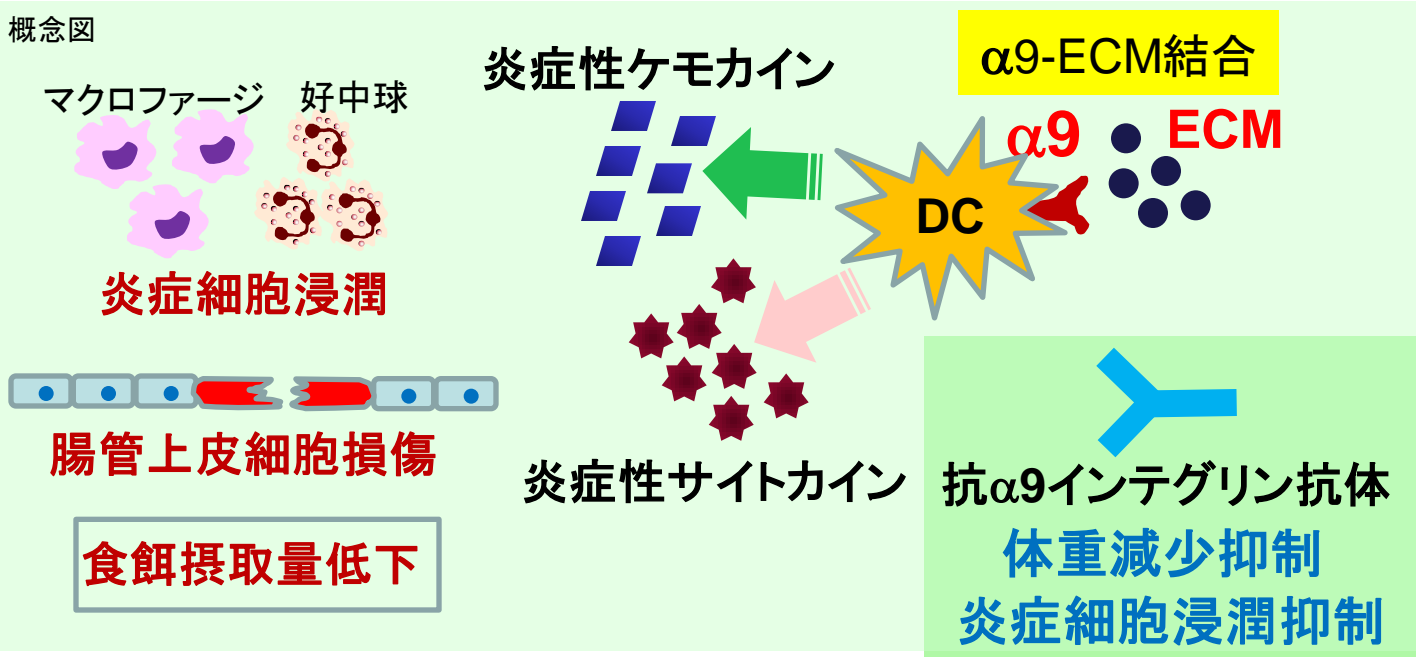 概念図
マクロファージ
好中球
炎症細胞浸潤
腸管上皮細胞損傷
食餌摂取量低下
炎症性ケモカイン
炎症性サイトカイン
α9-ECM結合
α9
ECM
DC
抗α9インテグリン抗体
体重減少抑制
炎症細胞浸潤抑制